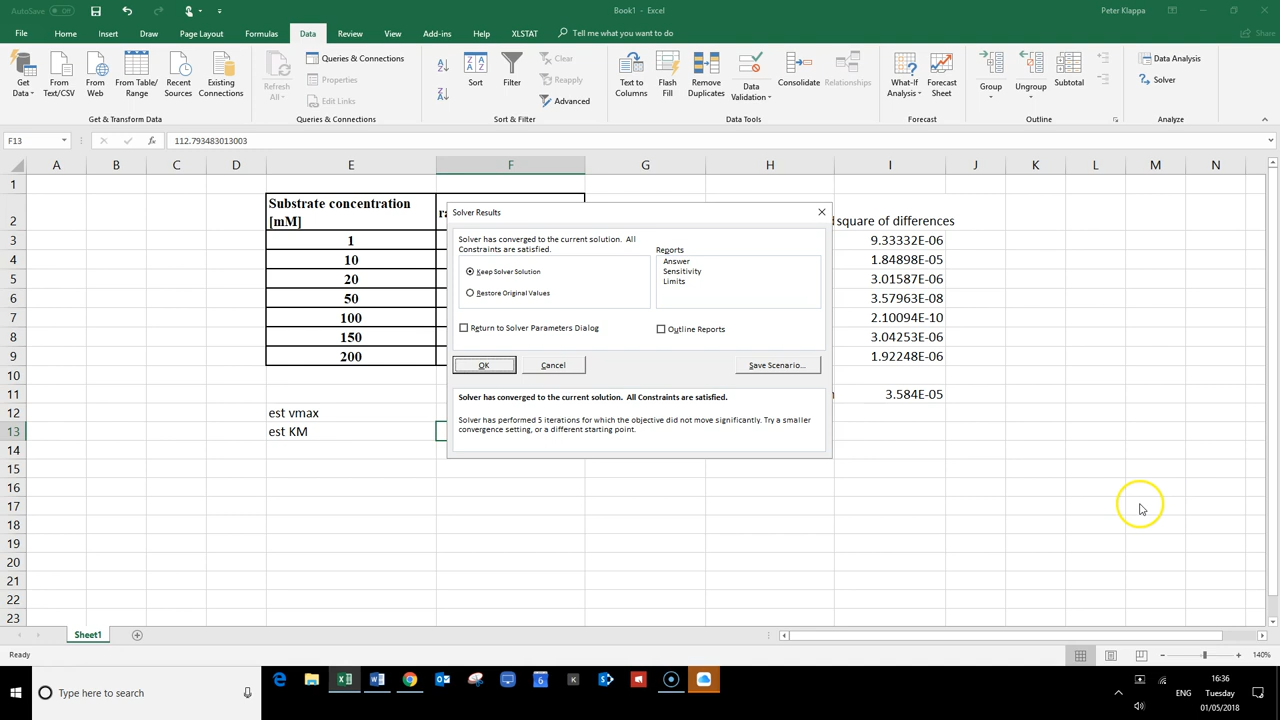 AutoSave Off
Book1 - Excel
Peter Klappa
File Home Insert Draw Page Layout Formulas Data Review View Add-ins Help XLSTAT Tell me what you want to do Share
Get Data
From Text/CSV
From Web
From Table/ Range
Recent Sources
Existing Connections
Get & Transform Data
Refresh All
Queries & Connections
Properties
Edit Links
Queries & Connections
Sort
Filter
Clear
Reapply
Advanced
Sort & Filter
Text to Columns
Flash Fill
Remove Duplicates
Data Validation
Consolidate
Relationships
Data Tools
What-If Analysis
Forecast Sheet
Forecast
Group
Ungroup
Subtotal
Outline
Data Analysis
Solver
Analyze
F13 fx 112.793483013003
A B C D E F G H I J K L M N
1
2 Substrate concentration
[mM] ra d square of differences
3 1 9.33332E-06
4 10 1.84898E-05
5 20 3.01587E-06
6 50 3.57963E-08
7 100 2.10094E-10
8 150 3.04253E-06
9 200 1.92248E-06
10
11 3.584E-05
12 est vmax
13 est KM
14
15
16
17
18
19
20
21
22
23
Solver Results
Solver has converged to the current solution. All
Constraints are satisfied.
Keep Solver Solution
Restore Original Values
Reports
Answer
Sensitivity
Limits
Return to Solver Parameters Dialog
Outline Reports
OK Cancel Save Scenario...
Solver has converged to the current solution. All Constraints are satisfied.
Solver has performed 5 iterations for which the objective did not move significantly. Try a smaller
convergence setting, or a different starting point.
Sheet1
Ready 140%
Type here to search
16:36
ENG Tuesday
01/05/2018